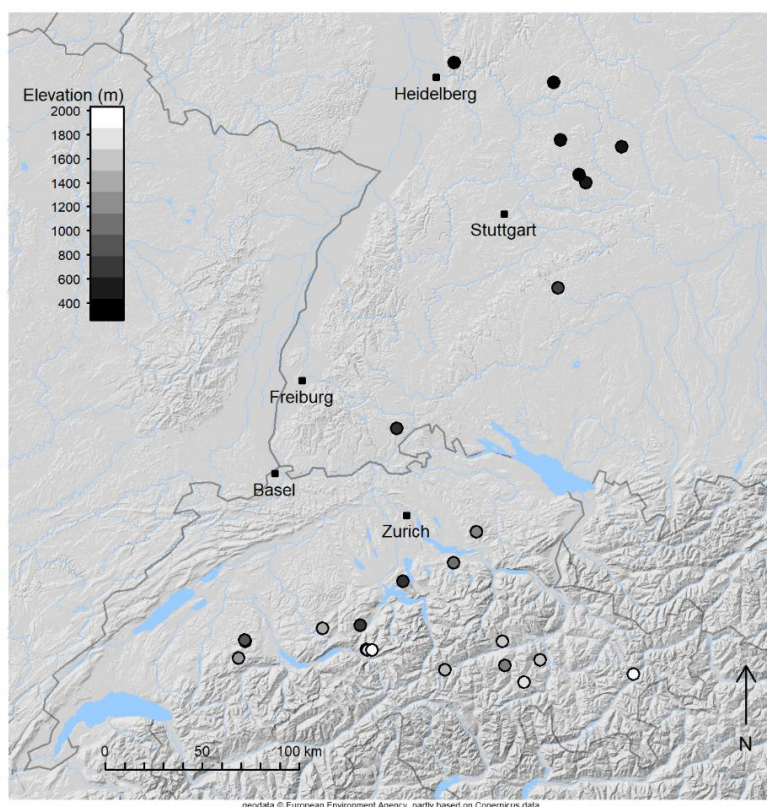 Heidelberg
Elevation (m)
2000
1800
1600
1400
1200
1000
800
600
400
Stuttgart
Freiburg
Basel
Zurich
0 50 100 km
N
geodata © European Environment Agency, partly based on Copernicus data